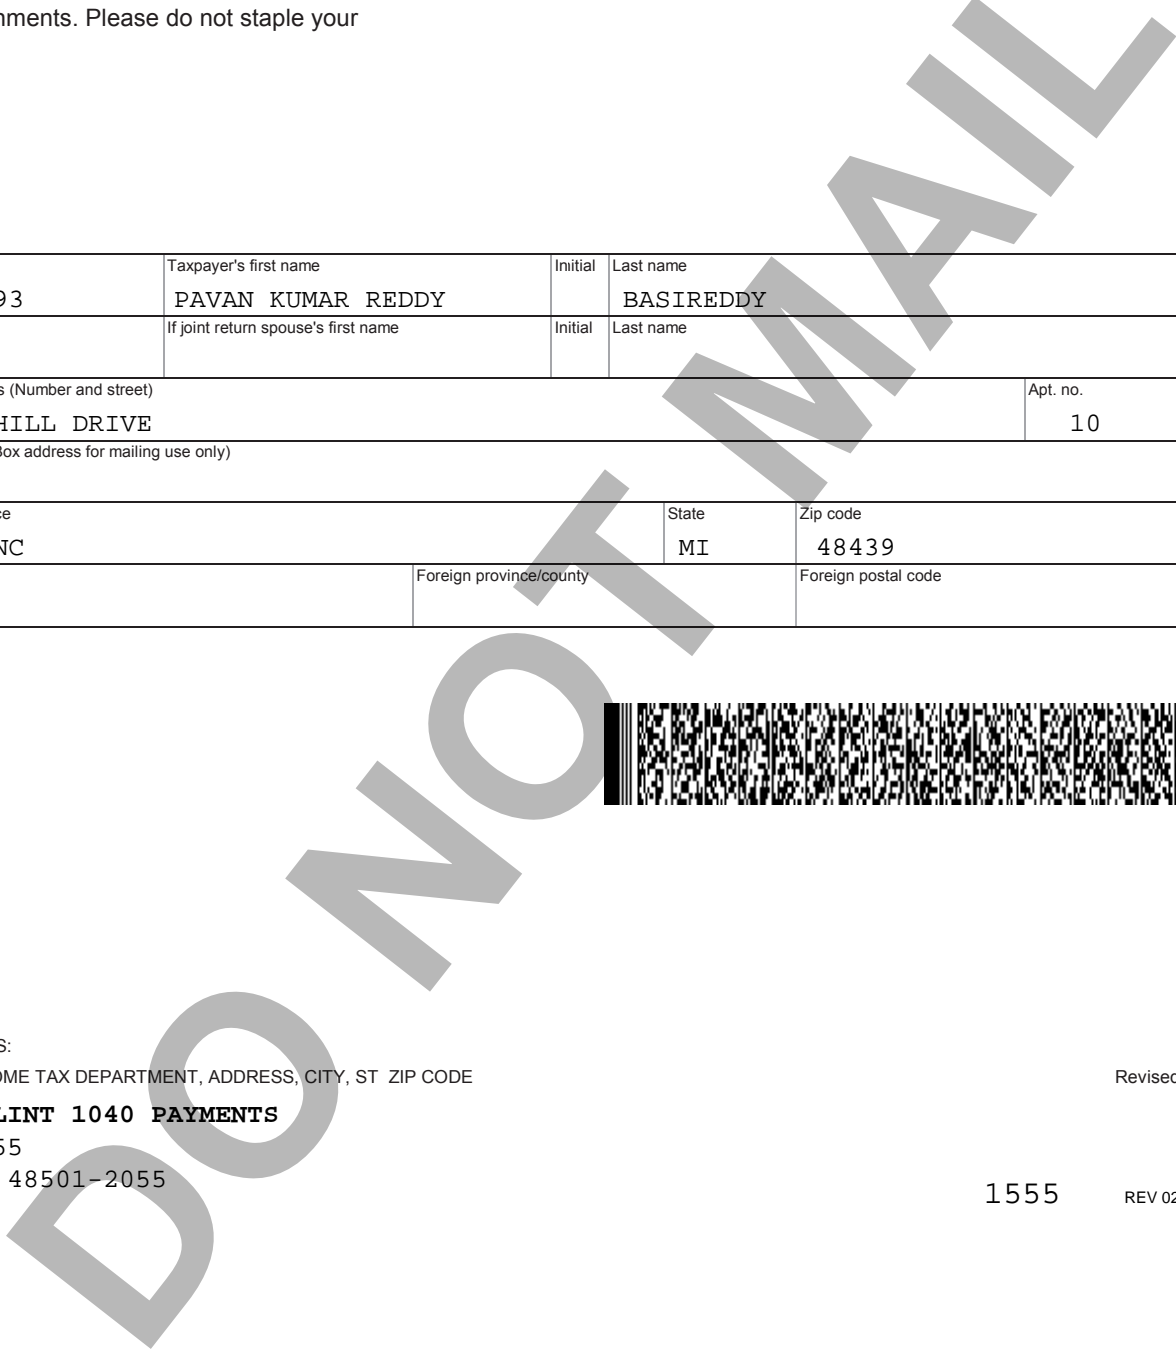 nments. Please do not staple your
Taxpayer's first name Initial Last name
93 PAVAN KUMAR REDDY BASIREDDY
If joint return spouse's first name Initial Last name
s (Number and street) Apt. no.
HILL DRIVE 10
Box address for mailing use only)
ce State Zip code
NC MI 48439
Foreign province/county Foreign postal code
S:
OME TAX DEPARTMENT, ADDRESS, CITY, ST ZIP CODE Revised
LINT 1040 PAYMENTS
55
48501-2055
1555 REV 02
DO NOT MAIL